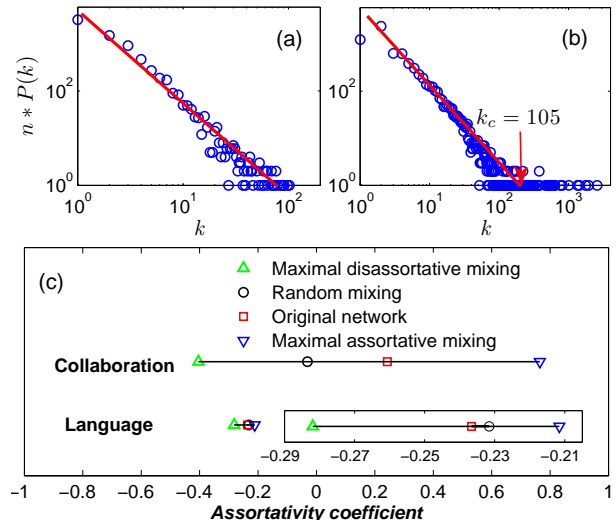 (a)
(b)
n * P(k)
10^2
10^0
10^0
10^1
10^2
k
10^2
10^0
k_c = 105
10^0
10^1
10^2
10^3
k
(c)
Maximal disassortative mixing
Random mixing
Original network
Maximal assortative mixing
Collaboration
Language
−0.29
−0.27
−0.25
−0.23
−0.21
−1
−0.8
−0.6
−0.4
−0.2
0
0.2
0.4
0.6
0.8
1
Assortativity coefficient